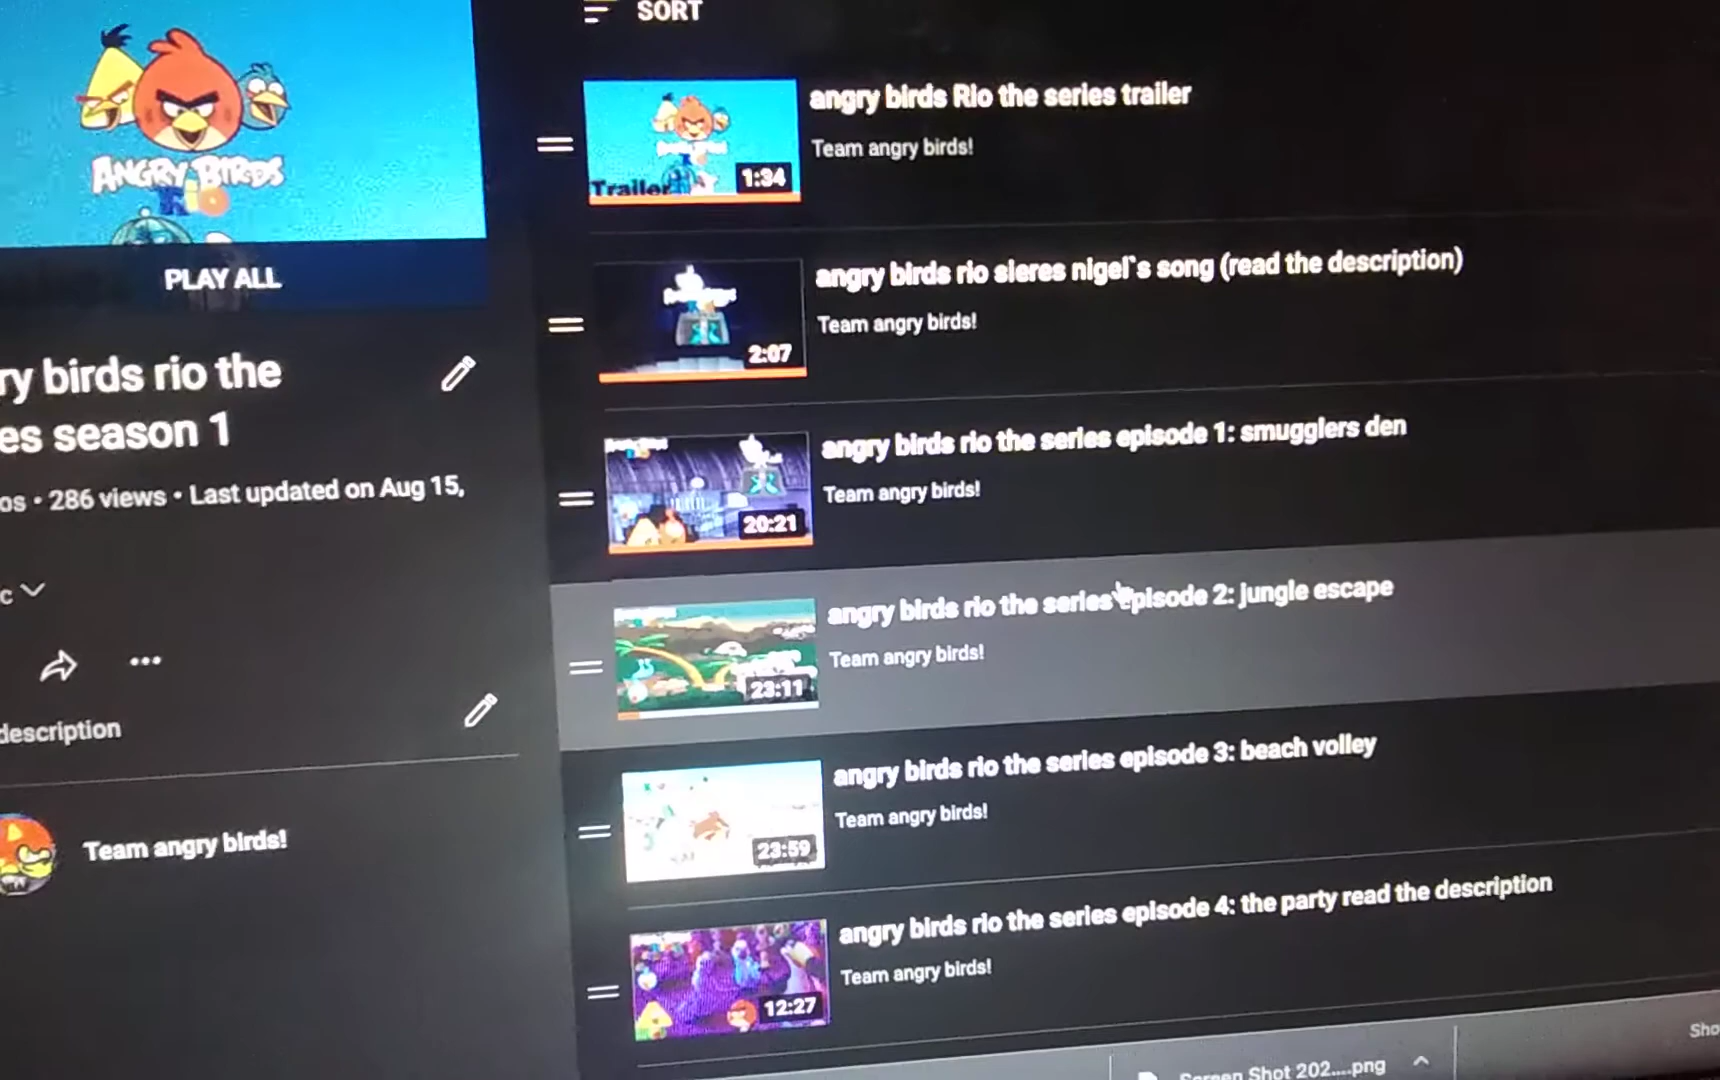 SORT
ANGRY BIRDS
Rio
PLAY ALL
ry birds rio the
es season 1
os • 286 views • Last updated on Aug 15,
c
description
Team angry birds!
Trailer
1:34
angry birds Rio the series trailer
Team angry birds!
2:07
angry birds rio sieres nigel`s song (read the description)
Team angry birds!
20:21
angry birds rio the series episode 1: smugglers den
Team angry birds!
23:11
angry birds rio the series episode 2: jungle escape
Team angry birds!
23:59
angry birds rio the series episode 3: beach volley
Team angry birds!
12:27
angry birds rio the series episode 4: the party read the description
Team angry birds!
Screen Shot 202....png
Sho